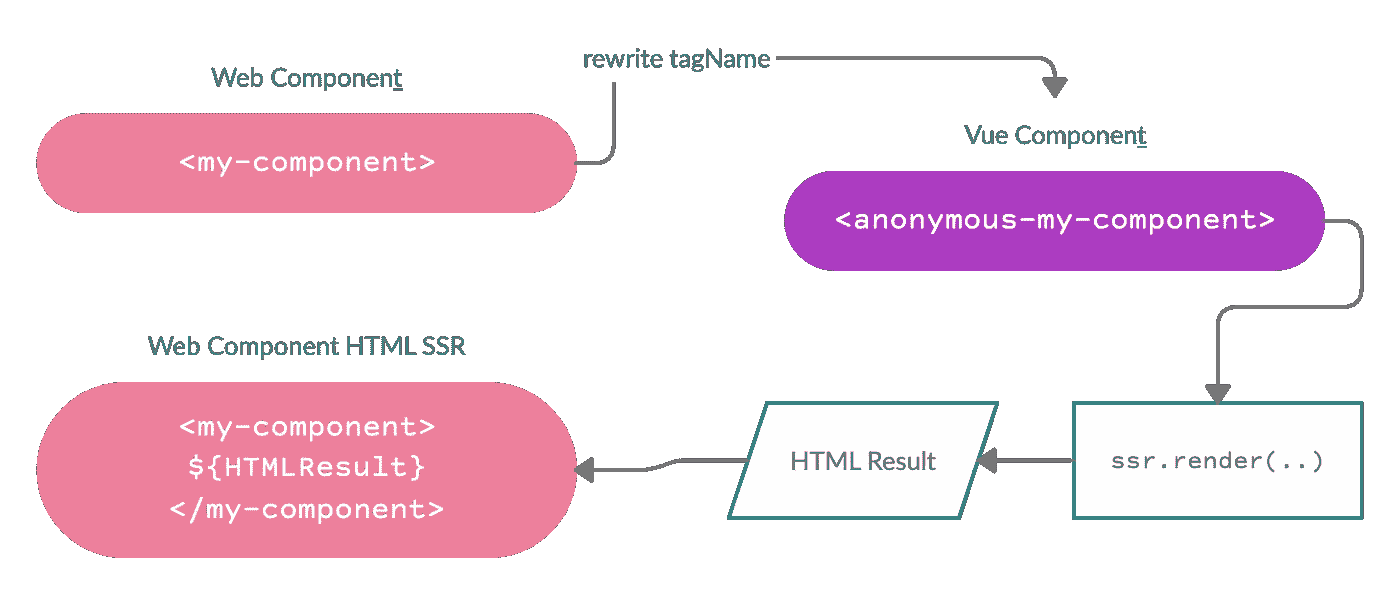 rewrite tagName
Web Component
<my-component>
Vue Component
<anonymous-my-component>
Web Component HTML SSR
<my-component>
${HTMLResult}
</my-component>
HTML Result
ssr.render(..)